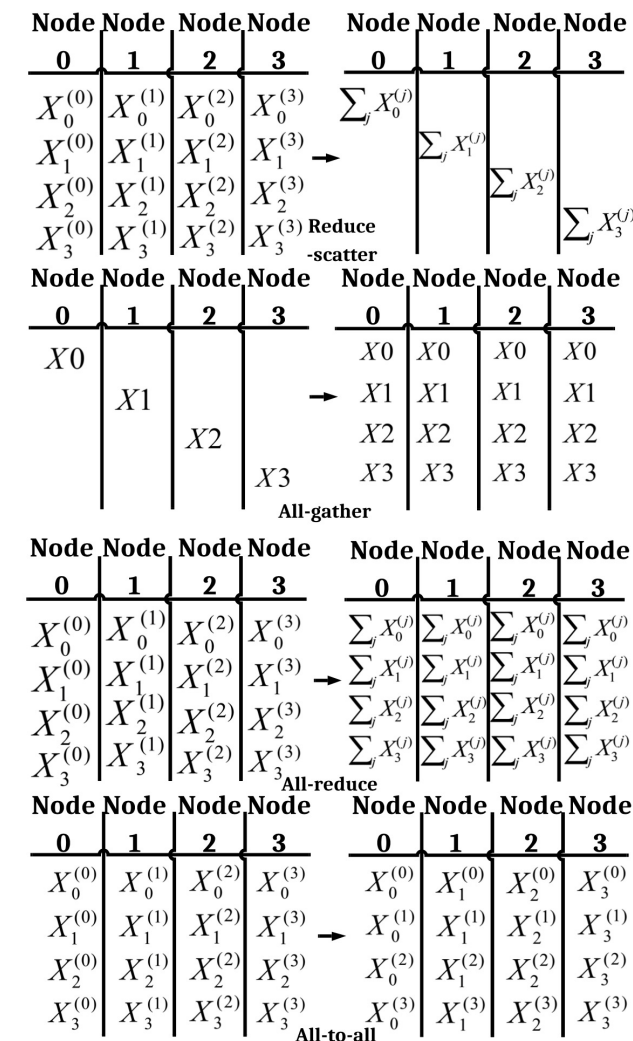 Node Node Node Node Node Node Node Node
0 1 2 3 0 1 2 3
X_0^{(0)} X_0^{(1)} X_0^{(2)} X_0^{(3)} ∑_j X_0^{(j)}
X_1^{(0)} X_1^{(1)} X_1^{(2)} X_1^{(3)} ∑_j X_1^{(j)}
X_2^{(0)} X_2^{(1)} X_2^{(2)} X_2^{(3)} ∑_j X_2^{(j)}
X_3^{(0)} X_3^{(1)} X_3^{(2)} X_3^{(3)} ∑_j X_3^{(j)}
Reduce
-scatter
Node Node Node Node Node Node Node Node
0 1 2 3 0 1 2 3
X0 X0 X0 X0 X0
X1 X1 X1 X1 X1
X2 X2 X2 X2 X2
X3 X3 X3 X3 X3
All-gather
Node Node Node Node Node Node Node Node
0 1 2 3 0 1 2 3
X_0^{(0)} X_0^{(1)} X_0^{(2)} X_0^{(3)} ∑_j X_0^{(j)} ∑_j X_0^{(j)} ∑_j X_0^{(j)} ∑_j X_0^{(j)}
X_1^{(0)} X_1^{(1)} X_1^{(2)} X_1^{(3)} ∑_j X_1^{(j)} ∑_j X_1^{(j)} ∑_j X_1^{(j)} ∑_j X_1^{(j)}
X_2^{(0)} X_2^{(1)} X_2^{(2)} X_2^{(3)} ∑_j X_2^{(j)} ∑_j X_2^{(j)} ∑_j X_2^{(j)} ∑_j X_2^{(j)}
X_3^{(0)} X_3^{(1)} X_3^{(2)} X_3^{(3)} ∑_j X_3^{(j)} ∑_j X_3^{(j)} ∑_j X_3^{(j)} ∑_j X_3^{(j)}
All-reduce
Node Node Node Node Node Node Node Node
0 1 2 3 0 1 2 3
X_0^{(0)} X_0^{(1)} X_0^{(2)} X_0^{(3)} X_0^{(0)} X_1^{(0)} X_2^{(0)} X_3^{(0)}
X_1^{(0)} X_1^{(1)} X_1^{(2)} X_1^{(3)} X_0^{(1)} X_1^{(1)} X_2^{(1)} X_3^{(1)}
X_2^{(0)} X_2^{(1)} X_2^{(2)} X_2^{(3)} X_0^{(2)} X_1^{(2)} X_2^{(2)} X_3^{(2)}
X_3^{(0)} X_3^{(1)} X_3^{(2)} X_3^{(3)} X_0^{(3)} X_1^{(3)} X_2^{(3)} X_3^{(3)}
All-to-all